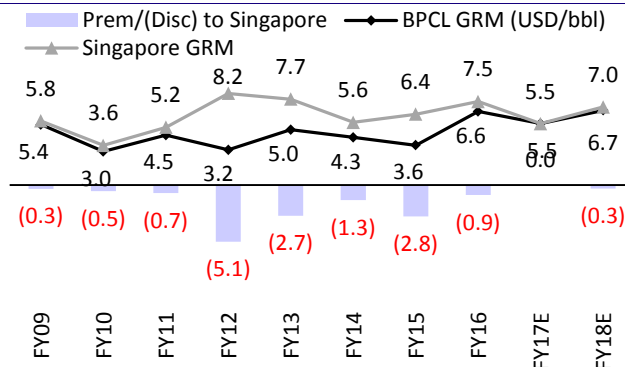 Prem/(Disc) to Singapore BPCL GRM (USD/bbl)
Singapore GRM
5.8 3.6 5.2 8.2 7.7 5.6 6.4 7.5 5.5 7.0
5.4 3.0 4.5 3.2 5.0 4.3 3.6 6.6 5.5 6.7
0.0
(0.3) (0.5) (0.7) (5.1) (2.7) (1.3) (2.8) (0.9) (0.3)
FY09 FY10 FY11 FY12 FY13 FY14 FY15 FY16 FY17E FY18E